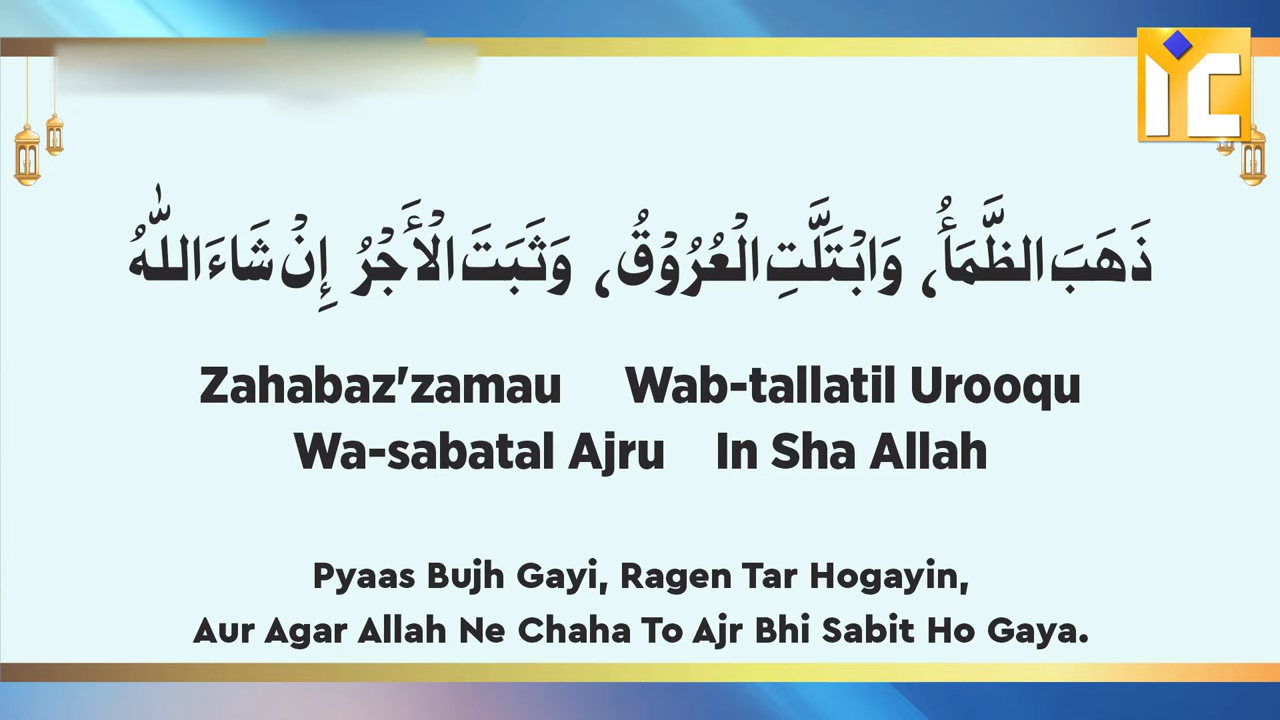 YC
ذَهَبَ الظَّمَأُ، وَابْتَلَّتِ الْعُرُوْقُ، وَثَبَتَ الْأَجْرُ إِنْ شَاءَ اللّٰهُ
Zahabaz'zamau Wab-tallatil Urooqu
Wa-sabatal Ajru In Sha Allah
Pyaas Bujh Gayi, Ragen Tar Hogayin,
Aur Agar Allah Ne Chaha To Ajr Bhi Sabit Ho Gaya.